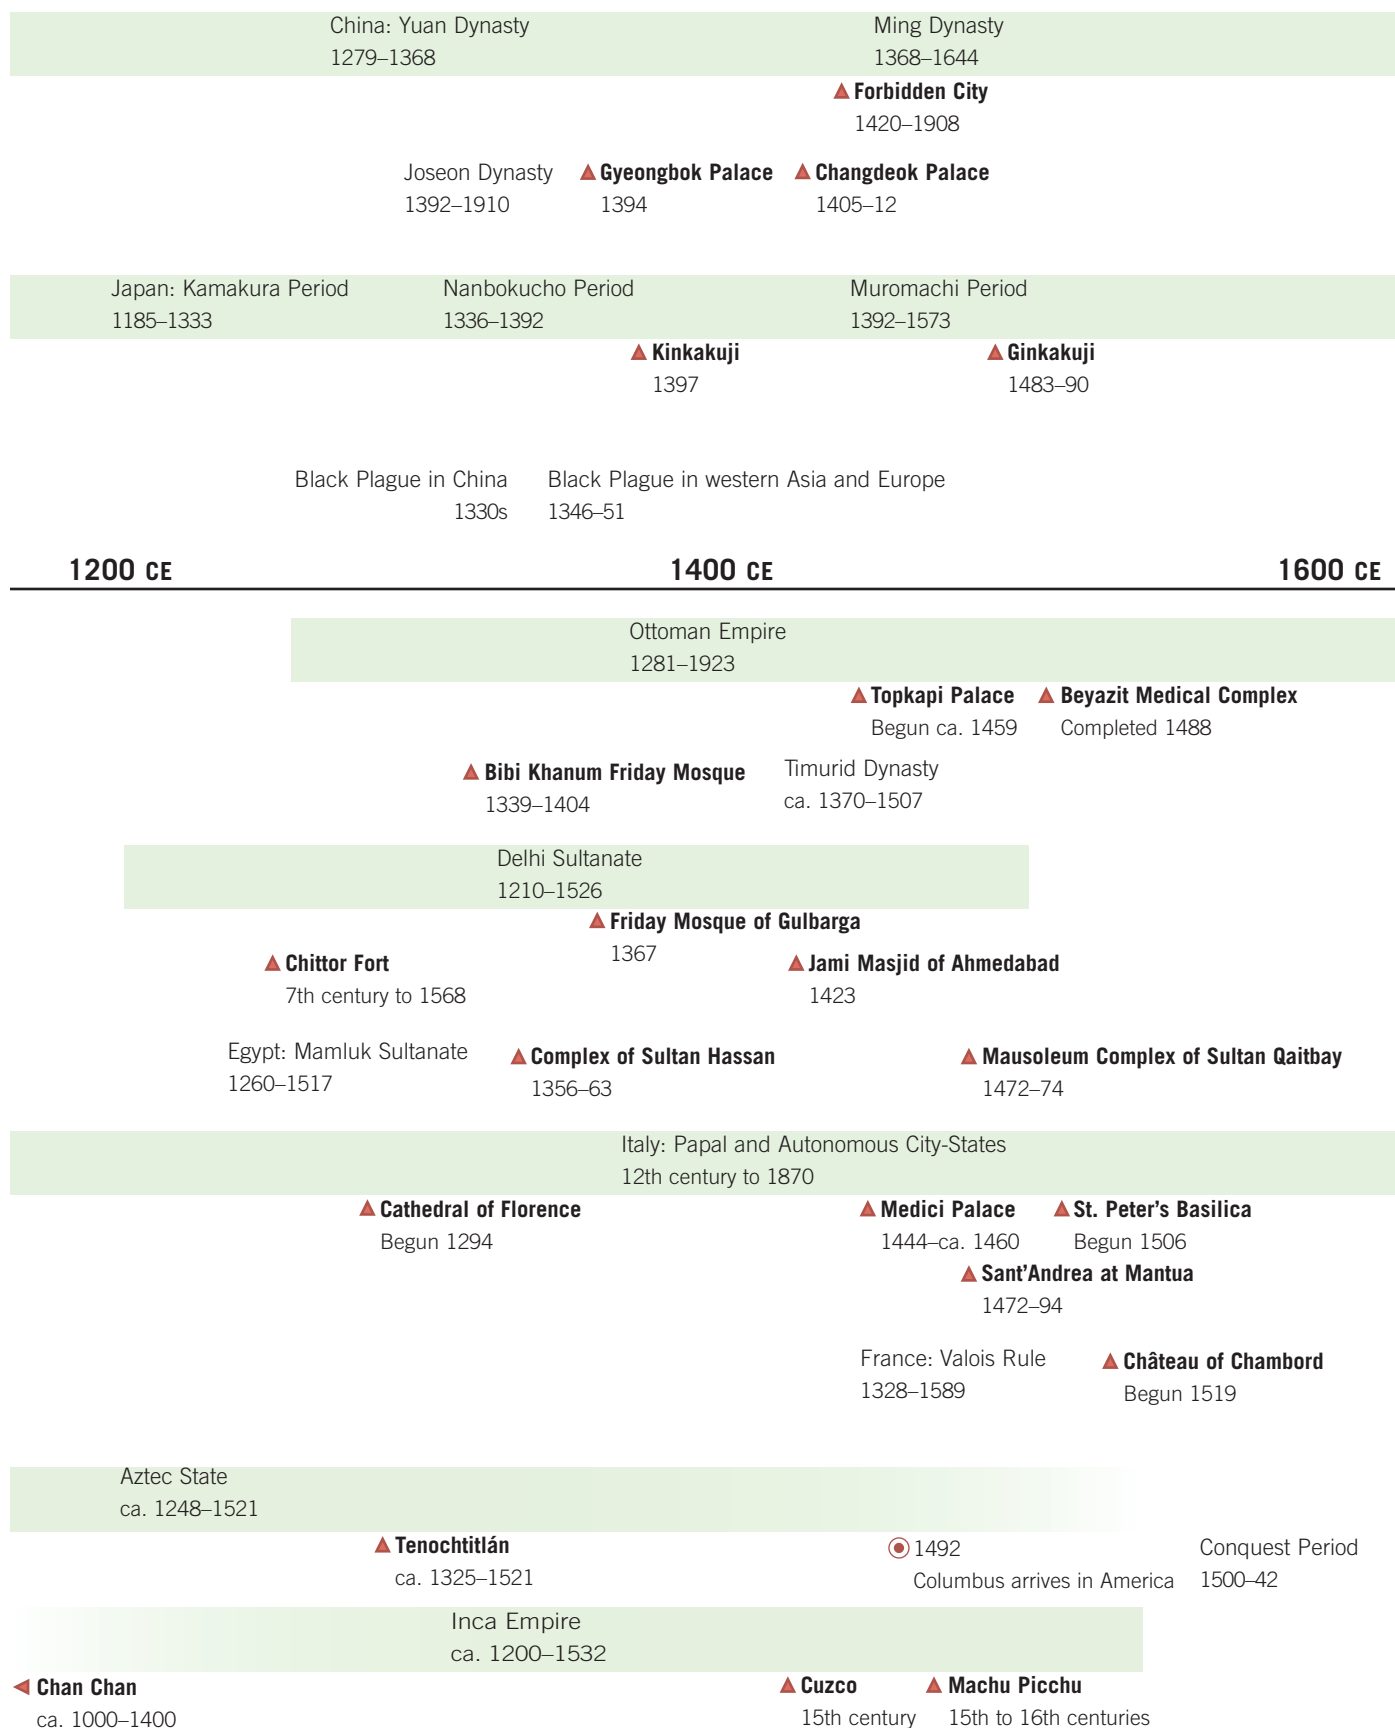 China: Yuan Dynasty
1279–1368
Ming Dynasty
1368–1644
Forbidden City
1420–1908
Joseon Dynasty
1392–1910
Gyeongbok Palace
1394
Changdeok Palace
1405–12
Japan: Kamakura Period
1185–1333
Nanbokucho Period
1336–1392
Muromachi Period
1392–1573
Kinkakuji
1397
Ginkakuji
1483–90
Black Plague in China
1330s
Black Plague in western Asia and Europe
1346–51
1200 CE
1400 CE
1600 CE
Ottoman Empire
1281–1923
Topkapi Palace
Begun ca. 1459
Beyazit Medical Complex
Completed 1488
Bibi Khanum Friday Mosque
1339–1404
Timurid Dynasty
ca. 1370–1507
Delhi Sultanate
1210–1526
Friday Mosque of Gulbarga
1367
Chittor Fort
7th century to 1568
Jami Masjid of Ahmedabad
1423
Egypt: Mamluk Sultanate
1260–1517
Complex of Sultan Hassan
1356–63
Mausoleum Complex of Sultan Qaitbay
1472–74
Italy: Papal and Autonomous City-States
12th century to 1870
Cathedral of Florence
Begun 1294
Medici Palace
1444–ca. 1460
St. Peter's Basilica
Begun 1506
Sant'Andrea at Mantua
1472–94
France: Valois Rule
1328–1589
Château of Chambord
Begun 1519
Aztec State
ca. 1248–1521
Tenochtitlán
ca. 1325–1521
1492
Columbus arrives in America
Conquest Period
1500–42
Inca Empire
ca. 1200–1532
Chan Chan
ca. 1000–1400
Cuzco
15th century
Machu Picchu
15th to 16th centuries